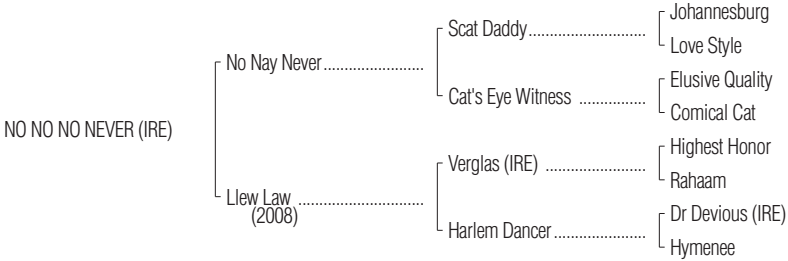 Johannesburg
Scat Daddy
Love Style
No Nay Never
Elusive Quality
Cat's Eye Witness
Comical Cat
NO NO NO NEVER (IRE)
Highest Honor
Verglas (IRE)
Rahaam
Llew Law
(2008)
Dr Devious (IRE)
Harlem Dancer
Hymenee